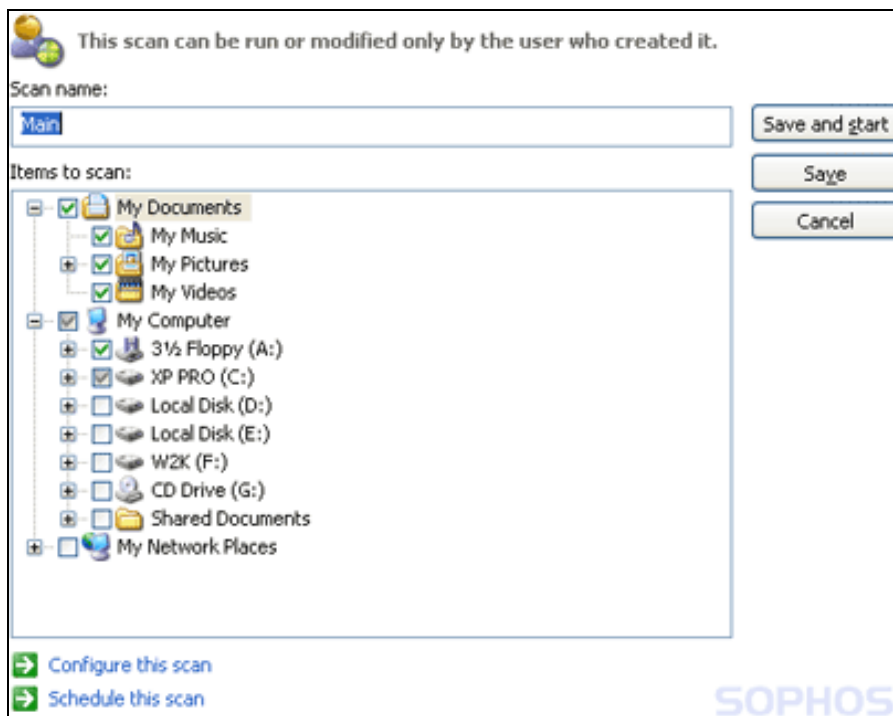 This scan can be run or modified only by the user who created it.
Scan name:
Main
Save and start
Items to scan:
Save
Cancel
My Documents
My Music
My Pictures
My Videos
My Computer
3½ Floppy (A:)
XP PRO (C:)
Local Disk (D:)
Local Disk (E:)
W2K (F:)
CD Drive (G:)
Shared Documents
My Network Places
Configure this scan
Schedule this scan
SOPHOS